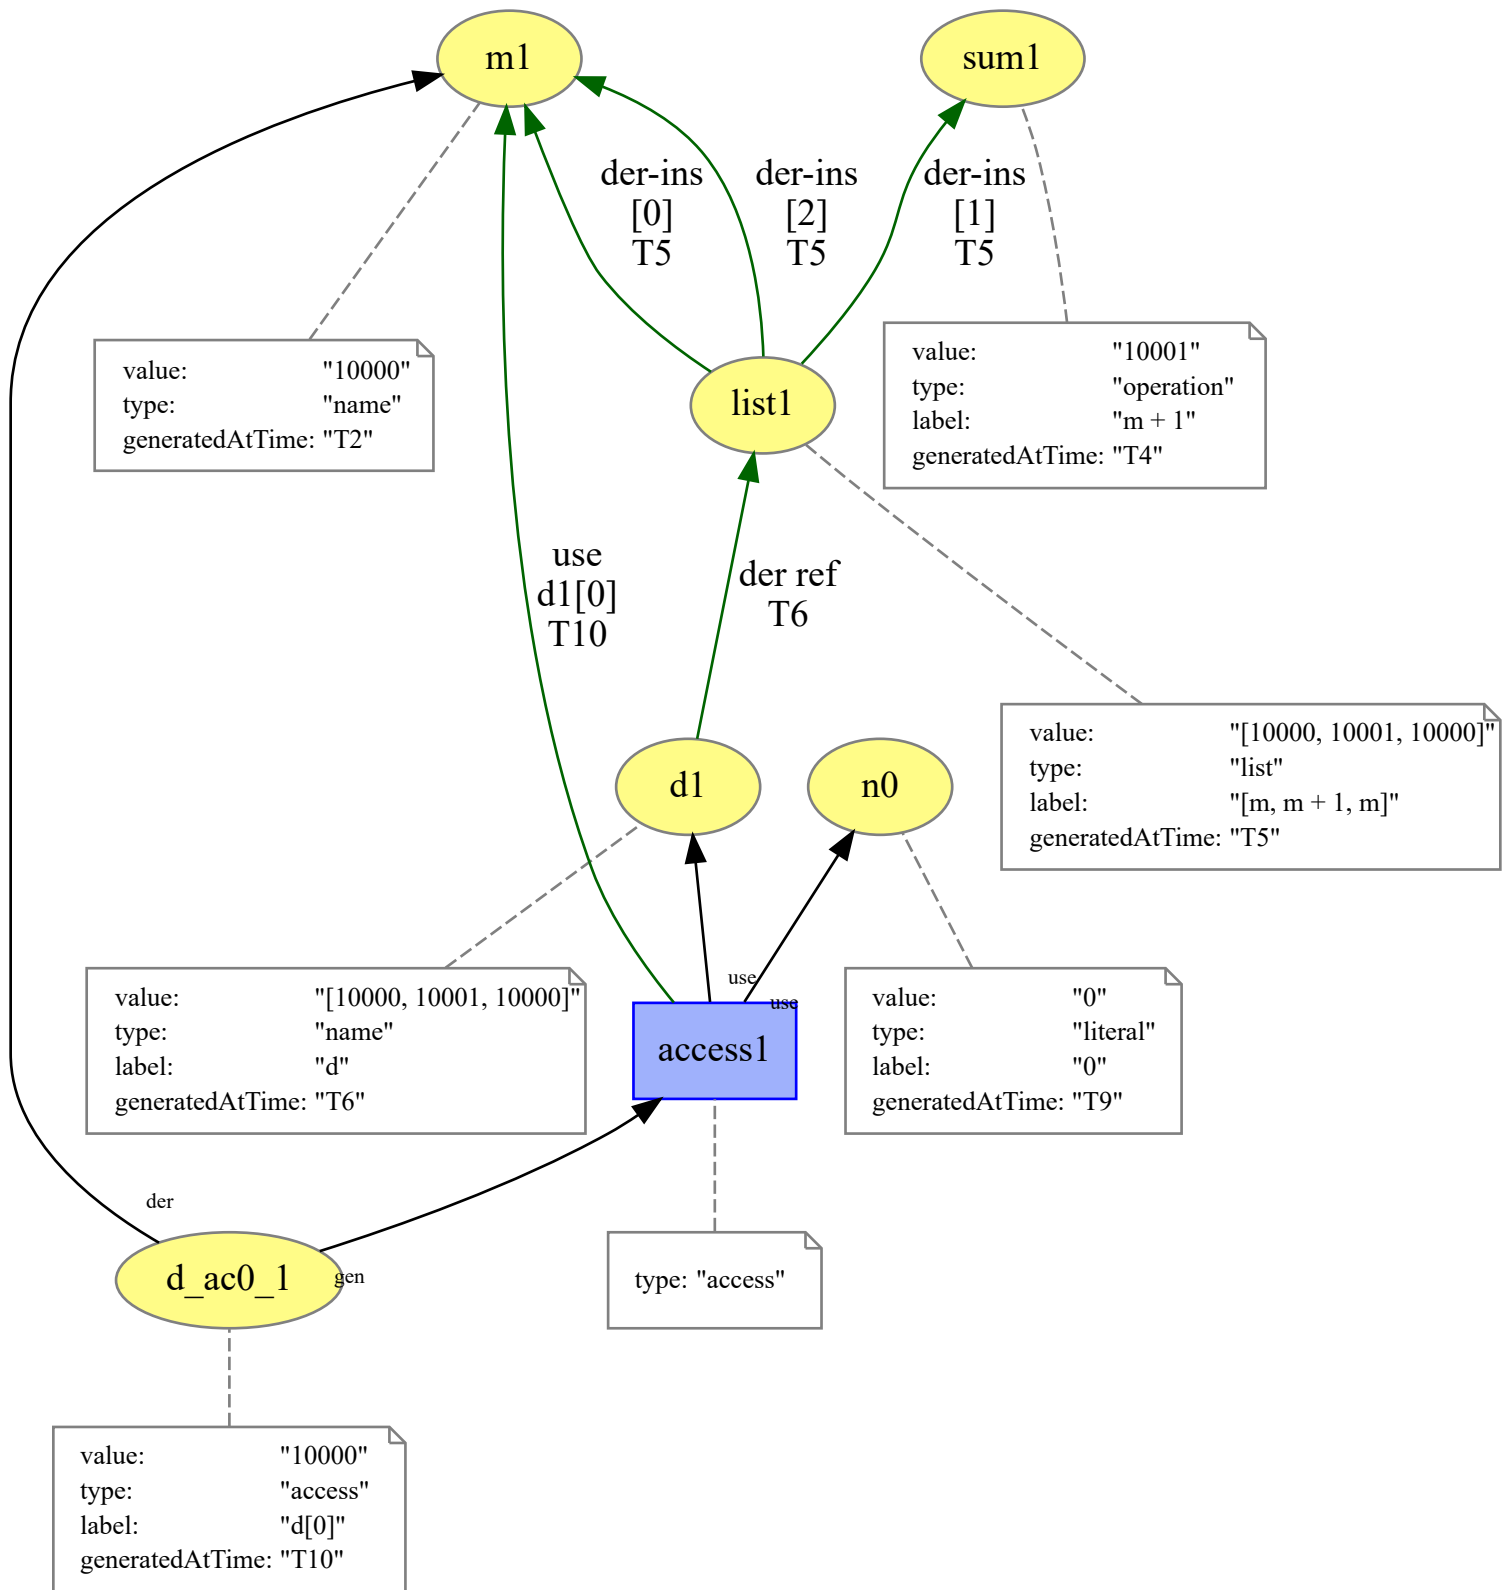 m1
sum1
der-ins
[0]
T5
der-ins
[2]
T5
der-ins
[1]
T5
value: "10000"
type: "name"
generatedAtTime: "T2"
list1
value: "10001"
type: "operation"
label: "m + 1"
generatedAtTime: "T4"
use
d1[0]
T10
der ref
T6
d1
n0
value: "[10000, 10001, 10000]"
type: "list"
label: "[m, m + 1, m]"
generatedAtTime: "T5"
value: "[10000, 10001, 10000]"
type: "name"
label: "d"
generatedAtTime: "T6"
use
use
access1
value: "0"
type: "literal"
label: "0"
generatedAtTime: "T9"
der
d_ac0_1
gen
type: "access"
value: "10000"
type: "access"
label: "d[0]"
generatedAtTime: "T10"